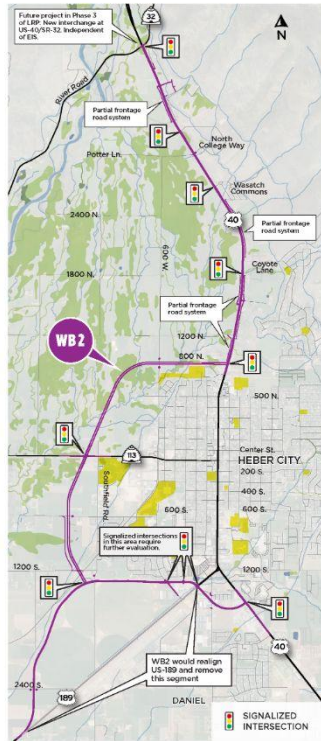 Future project in Phase 3
of LRP. New interchange at
US-40/SR-32. Independent
of EIS.
32
N
River Road
Partial frontage
road system
North
College Way
Potter Ln.
Wasatch
Commons
2400 N.
40
Partial frontage
road system
600 W.
Coyote
Lane
1800 N.
Partial frontage
road system
WB2
1200 N.
800 N.
500 N.
113
Center St.
HEBER CITY
200 S.
400 S.
600 S.
Southfield Rd.
600 S.
Signalized intersections
in this area require
further evaluation.
1200 S.
1200 S.
40
WB2 would realign
US-189 and remove
this segment
2400 S.
189
DANIEL
SIGNALIZED
INTERSECTION